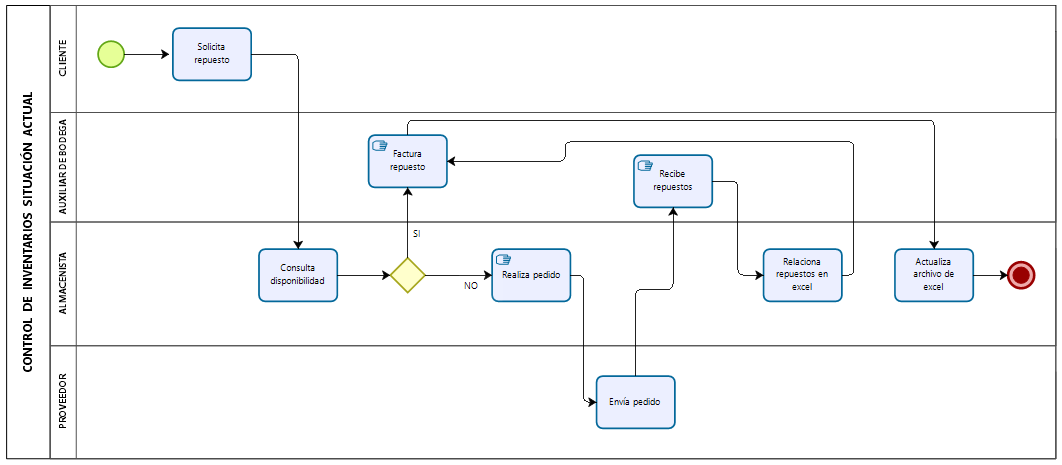 CONTROL DE INVENTARIOS SITUACIÓN ACTUAL
CLIENTE
Solicita
repuesto
AUXILIAR DE BODEGA
Factura
repuesto
Recibe
repuestos
SI
ALMACENISTA
Consulta
disponibilidad
NO
Realiza pedido
Relaciona
repuestos en
excel
Actualiza
archivo de
excel
PROVEEDOR
Envía pedido